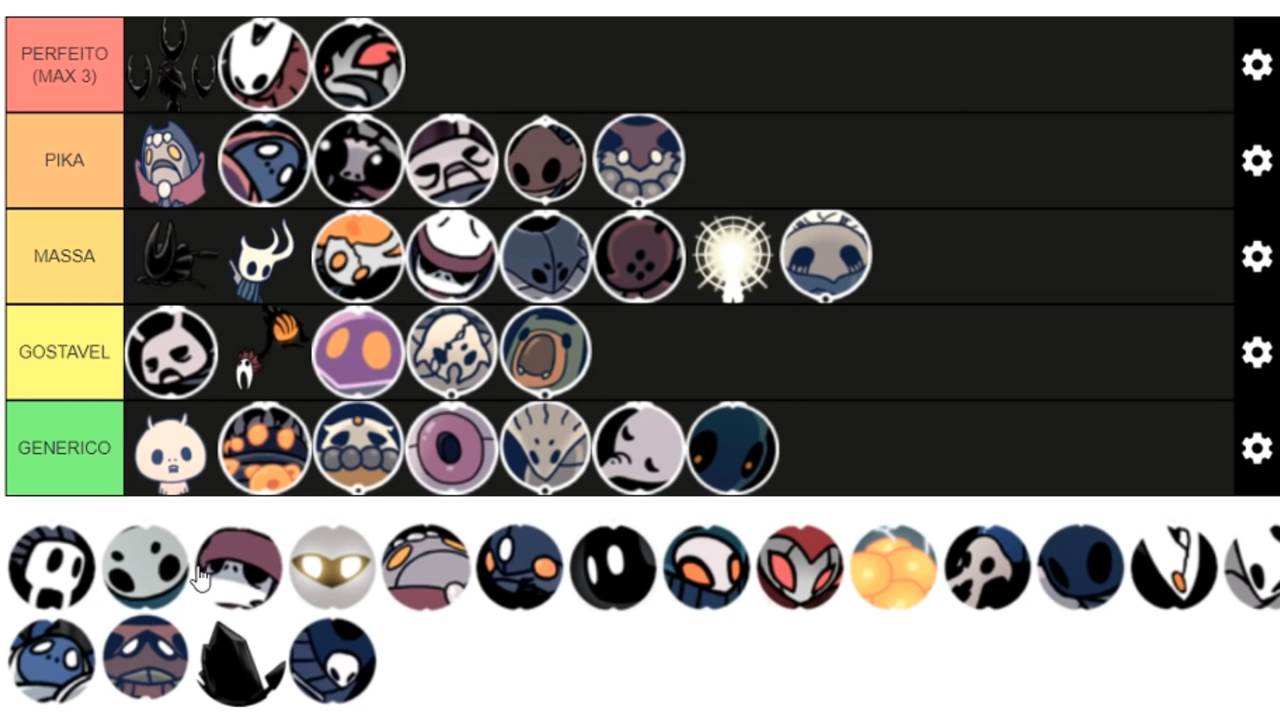 PERFEITO
(MAX 3)
PIKA
MASSA
GOSTAVEL
GENERICO